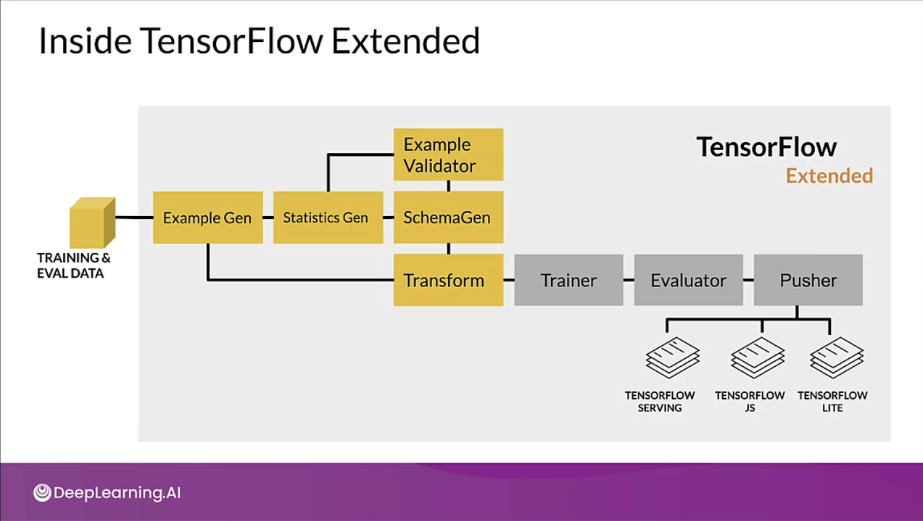 Inside TensorFlow Extended
TensorFlow
Extended
Example
Validator
Example Gen
Statistics Gen
SchemaGen
TRAINING &
EVAL DATA
Transform
Trainer
Evaluator
Pusher
TENSORFLOW
SERVING
TENSORFLOW
JS
TENSORFLOW
LITE
DeepLearning.AI